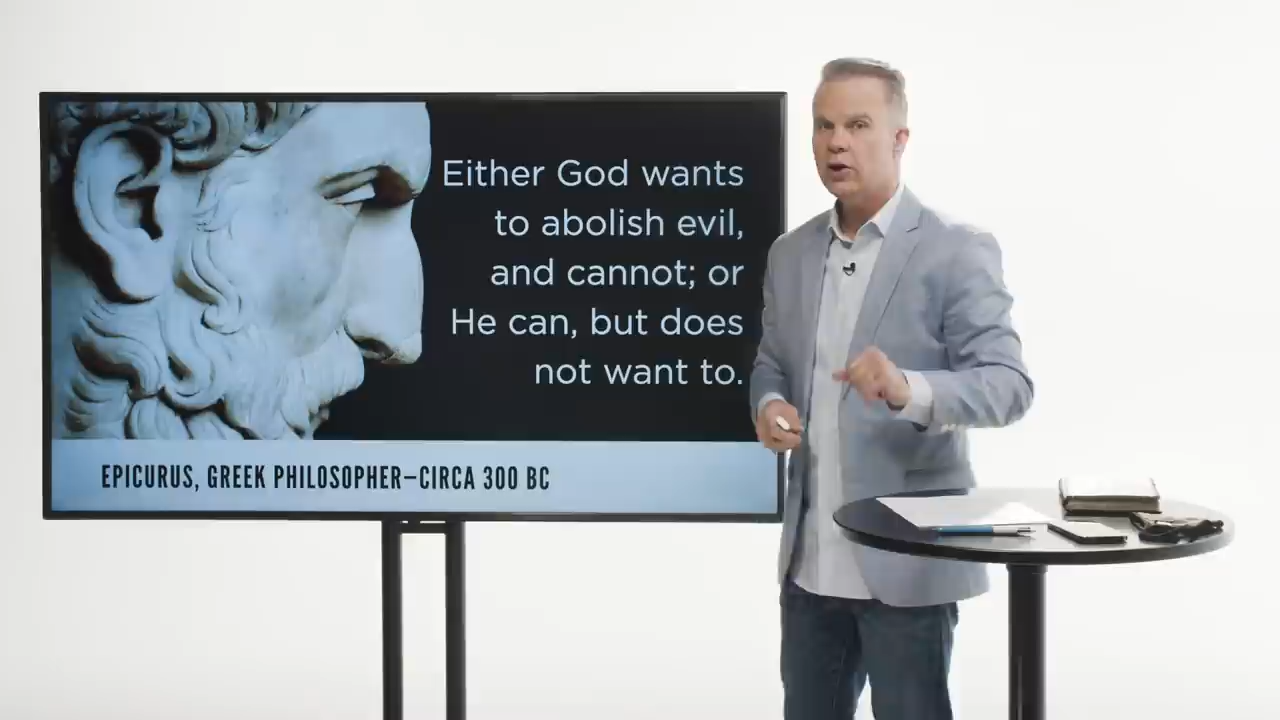 Either God wants
to abolish evil,
and cannot; or
He can, but does
not want to.
EPICURUS, GREEK PHILOSOPHER–CIRCA 300 BC